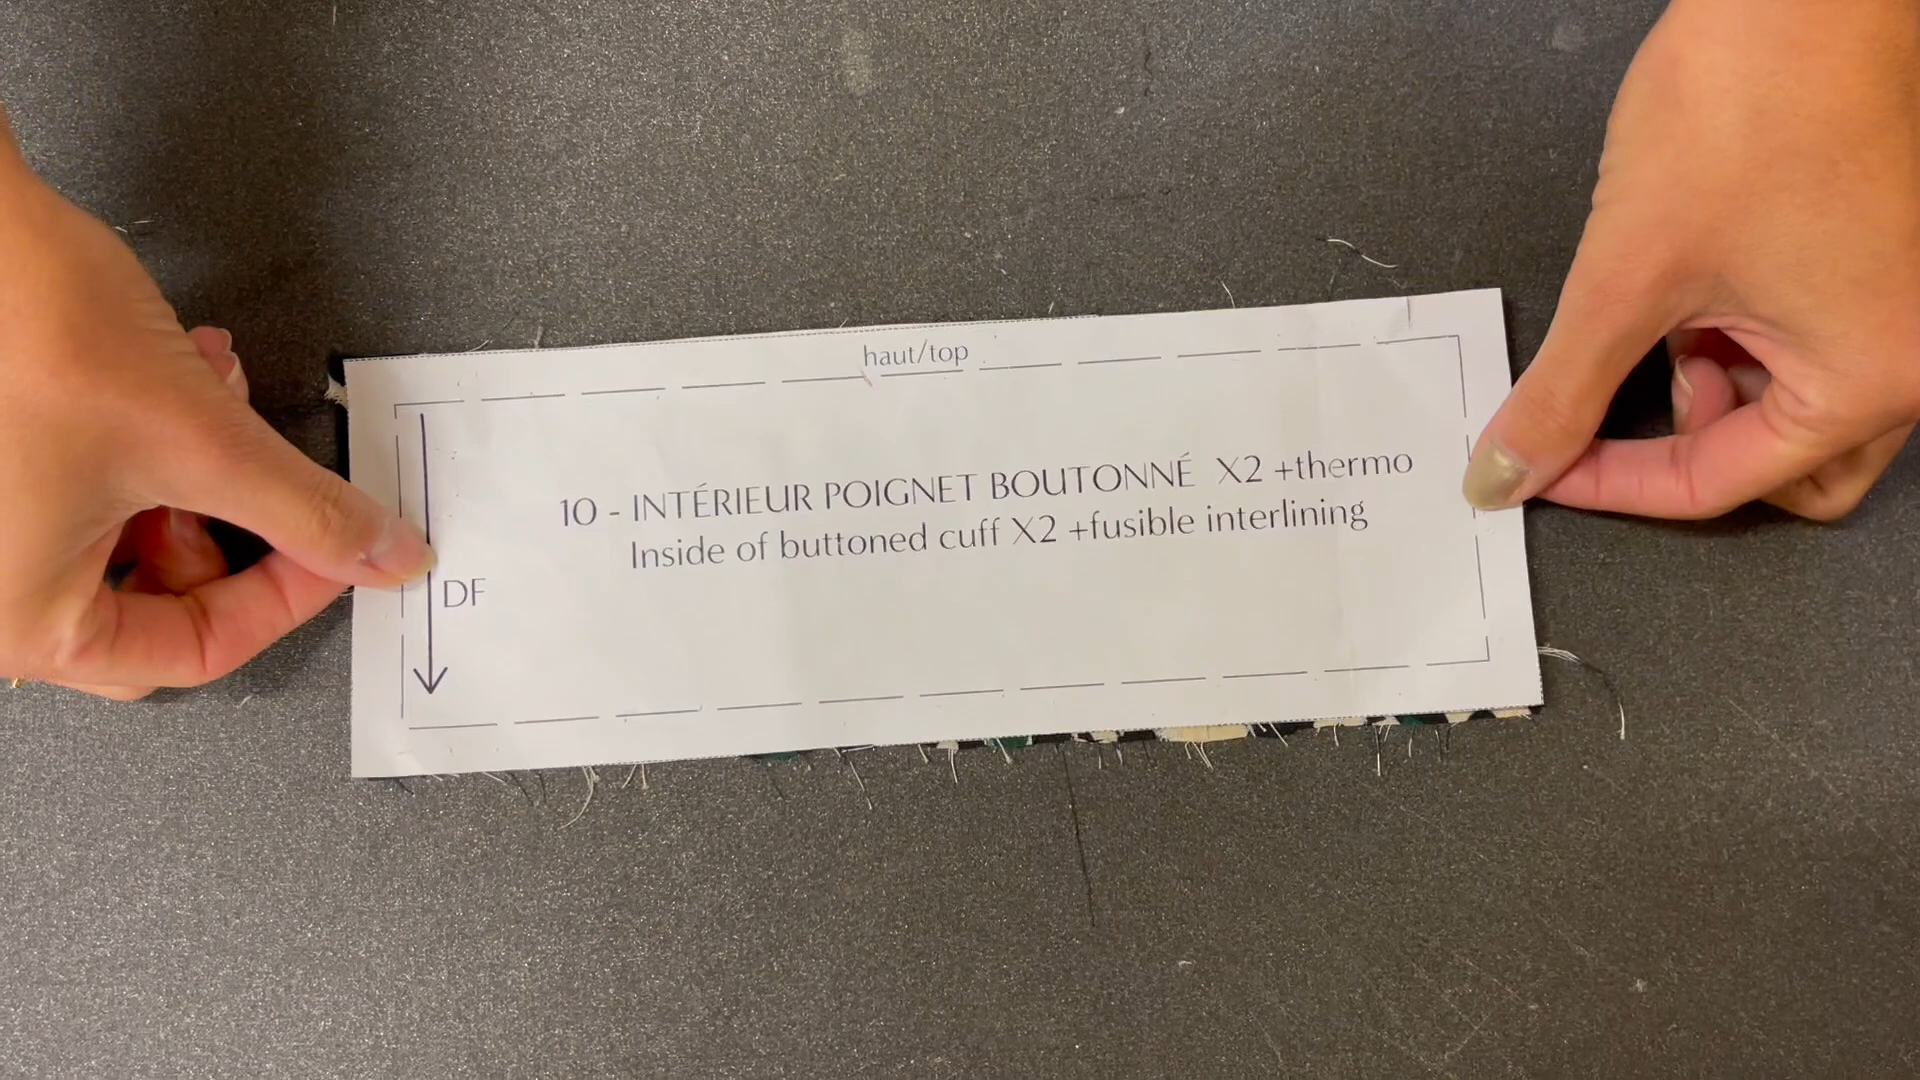 haut/top
10 - INTÉRIEUR POIGNET BOUTONNÉ X2 +thermo
Inside of buttoned cuff X2 +fusible interlining
DF